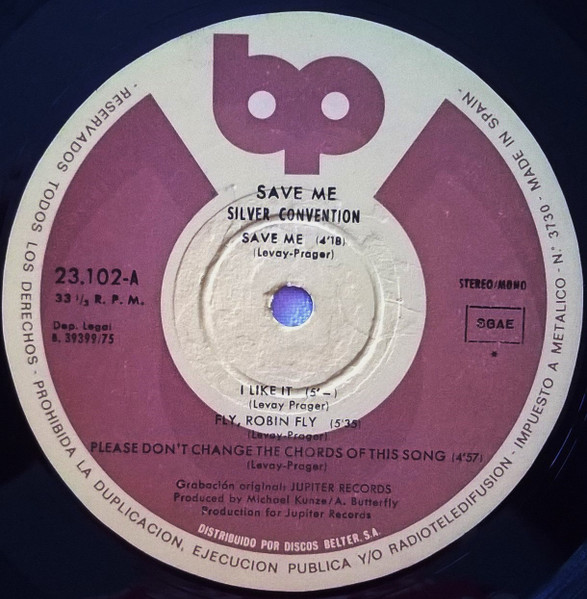 bp
SAVE ME
SILVER CONVENTION
SAVE ME (4'18)
(Levay-Prager)
23.102-A
33 1/3 R. P. M.
Dep. Legal
B. 39399/75
STEREO/MONO
SGAE
*
I LIKE IT (5'-)
(Levay Prager)
FLY, ROBIN FLY (5'35)
(Levay-Prager)
PLEASE DON'T CHANGE THE CHORDS OF THIS SONG (4'57)
(Levay-Prager)
Grabación original: JUPITER RECORDS
Produced by Michael Kunze/A. Butterfly
Production for Jupiter Records
DISTRIBUIDO POR DISCOS BELTER, S.A.
-RESERVADOS TODOS LOS DERECHOS - PROHIBIDA LA DUPLICACION, EJECUCION PUBLICA Y/O RADIOTELEDIFUSION - IMPUESTO A METALICO - N.º 3730 - MADE IN SPAIN-